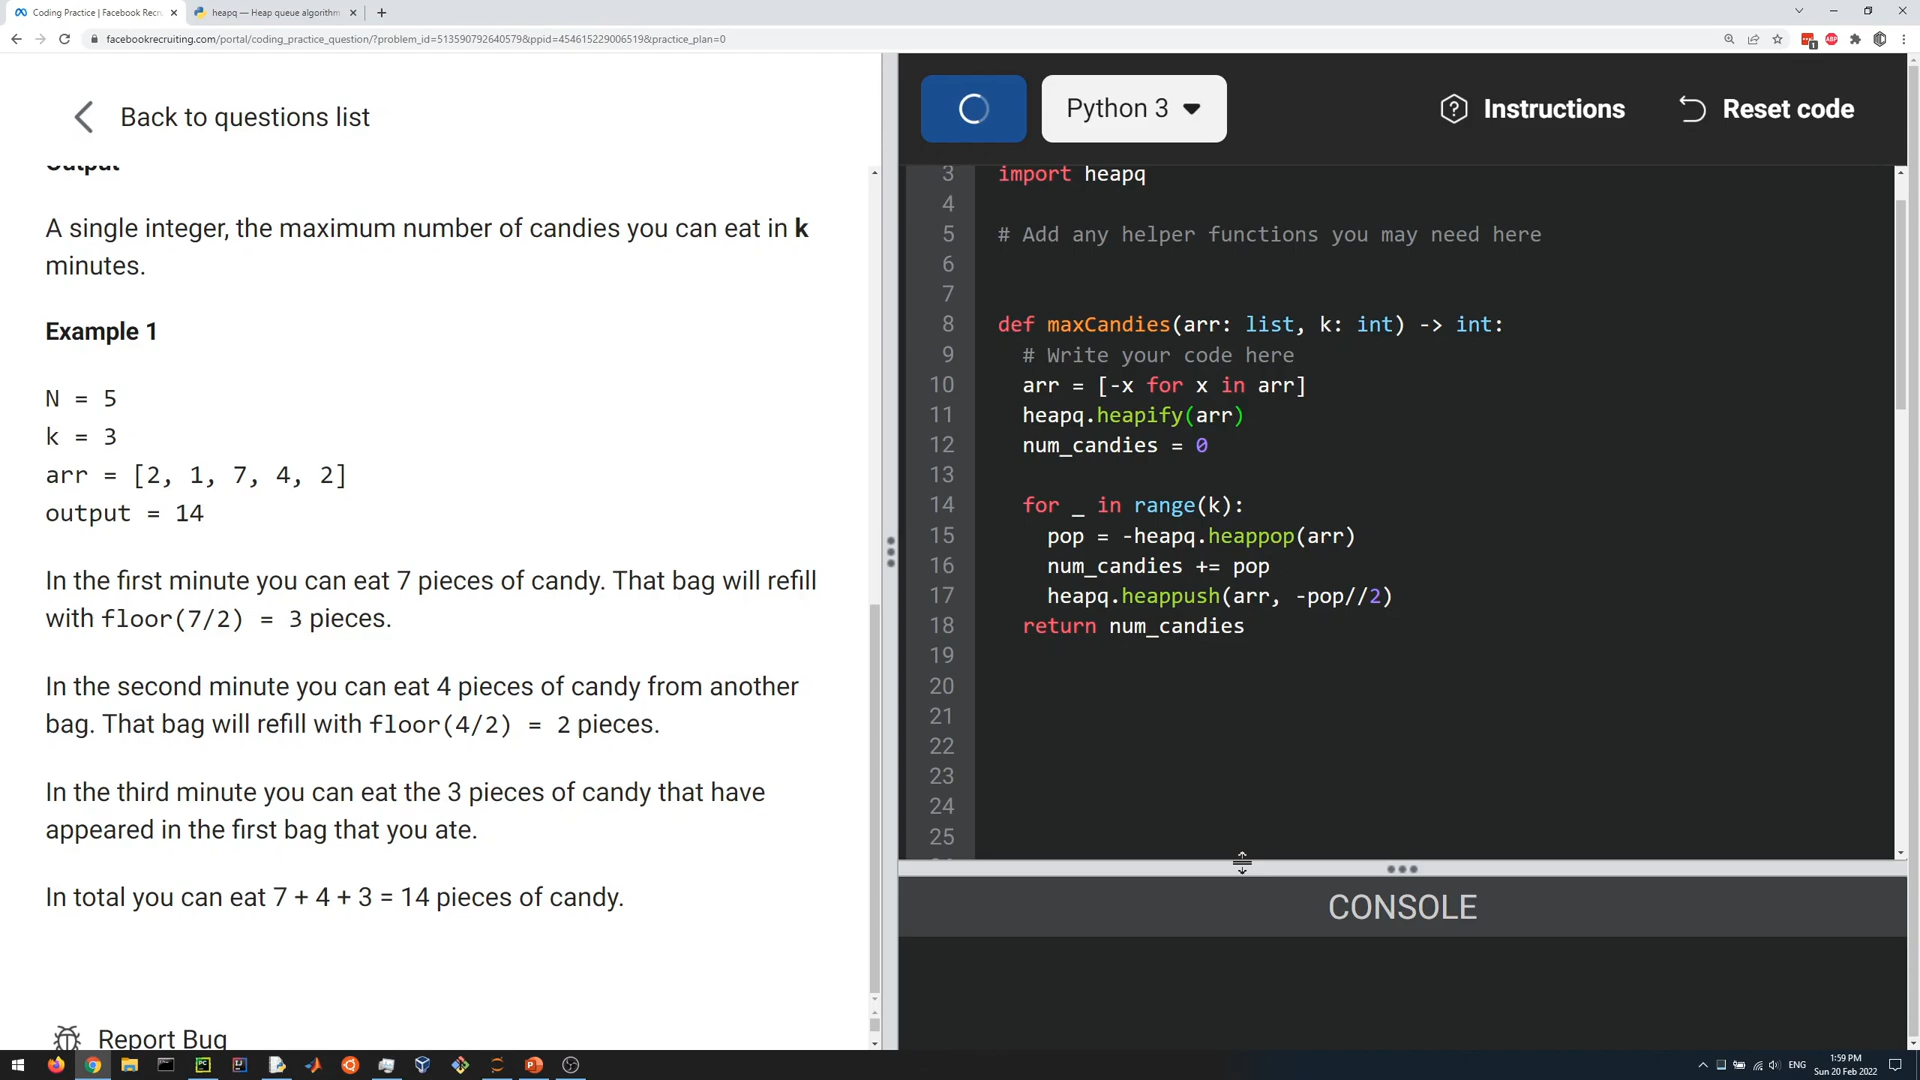 Coding Practice | Facebook Recru
heapq — Heap queue algorithm
facebookrecruiting.com/portal/coding_practice_question/?problem_id=513590792640579&ppid=454615229006519&practice_plan=0
Back to questions list
Output
A single integer, the maximum number of candies you can eat in k
minutes.
Example 1
N = 5
k = 3
arr = [2, 1, 7, 4, 2]
output = 14
In the first minute you can eat 7 pieces of candy. That bag will refill
with floor(7/2) = 3 pieces.
In the second minute you can eat 4 pieces of candy from another
bag. That bag will refill with floor(4/2) = 2 pieces.
In the third minute you can eat the 3 pieces of candy that have
appeared in the first bag that you ate.
In total you can eat 7 + 4 + 3 = 14 pieces of candy.
Report Bug
Python 3
Instructions
Reset code
3 import heapq
4
5 # Add any helper functions you may need here
6
7
8 def maxCandies(arr: list, k: int) -> int:
9 # Write your code here
10 arr = [-x for x in arr]
11 heapq.heapify(arr)
12 num_candies = 0
13
14 for _ in range(k):
15 pop = -heapq.heappop(arr)
16 num_candies += pop
17 heapq.heappush(arr, -pop//2)
18 return num_candies
19
20
21
22
23
24
25
CONSOLE
ENG
1:59 PM
Sun 20 Feb 2022